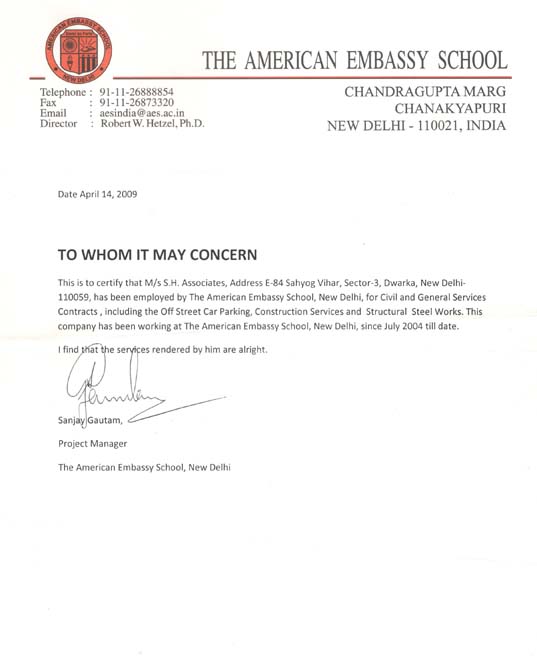 AMERICAN EMBASSY SCHOOL
NEW DELHI
THE AMERICAN EMBASSY SCHOOL
Telephone : 91-11-26888854
Fax : 91-11-26873320
Email : aesindia@aes.ac.in
Director : Robert W. Hetzel, Ph.D.
CHANDRAGUPTA MARG
CHANAKYAPURI
NEW DELHI - 110021, INDIA
Date April 14, 2009
TO WHOM IT MAY CONCERN
This is to certify that M/s S.H. Associates, Address E-84 Sahyog Vihar, Sector-3, Dwarka, New Delhi-
110059, has been employed by The American Embassy School, New Delhi, for Civil and General Services
Contracts , including the Off Street Car Parking, Construction Services and Structural Steel Works. This
company has been working at The American Embassy School, New Delhi, since July 2004 till date.
I find that the services rendered by him are alright.
Sanjay Gautam,
Project Manager
The American Embassy School, New Delhi